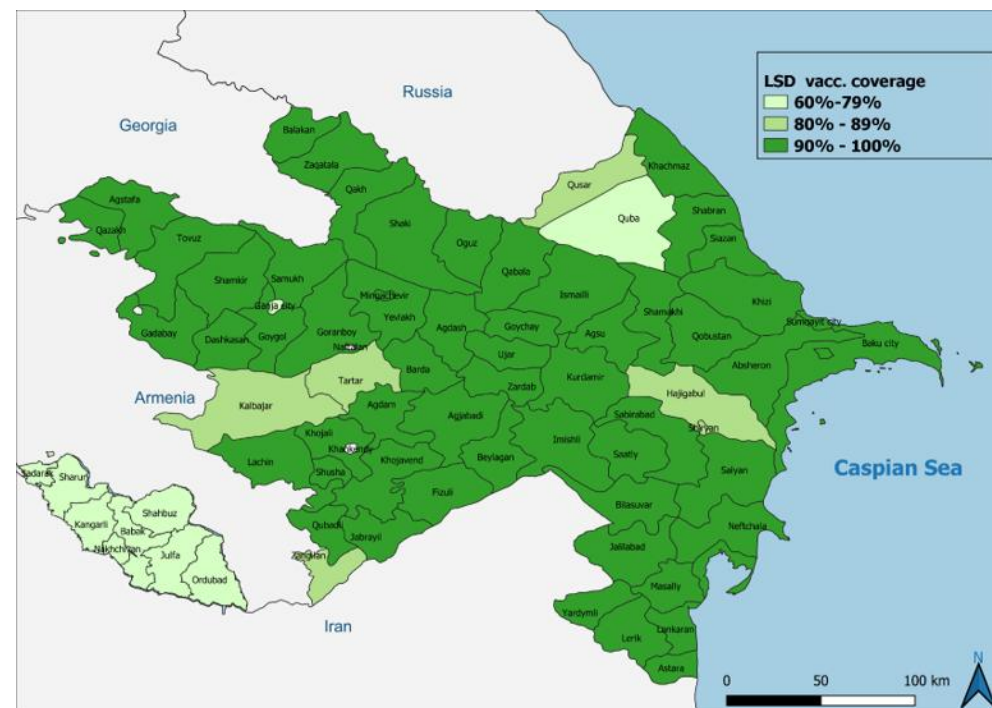 LSD vacc. coverage
60%-79%
80% - 89%
90% - 100%
Russia
Georgia
Armenia
Iran
Caspian Sea
Balakan
Zaqatala
Qakh
Shaki
Oguz
Qabala
Ismailli
Qusar
Quba
Khachmaz
Shabran
Siazan
Khizi
Agstafa
Qazakh
Tovuz
Shamkir
Samukh
Ganja city
Gadabay
Dashkasan
Goygol
Goranboy
Naftalan
Mingachevir
Yevlakh
Agdash
Goychay
Agsu
Shamakhi
Qobustan
Sumqayit city
Baku city
Absheron
Ujar
Zardab
Kurdamir
Hajigabul
Barda
Tartar
Kalbajar
Agdam
Agjabadi
Sabirabad
Shirvan
Imishli
Saatly
Salyan
Khojali
Khankendy
Lachin
Shusha
Khojavend
Beylagan
Fizuli
Bilasuvar
Neftchala
Qubadli
Jabrayil
Zangilan
Jalilabad
Masally
Yardymli
Lerik
Lankaran
Astara
Sadarak
Sharur
Shahbuz
Kangarli
Babak
Nakhchivan
Julfa
Ordubad
N
0 50 100 km